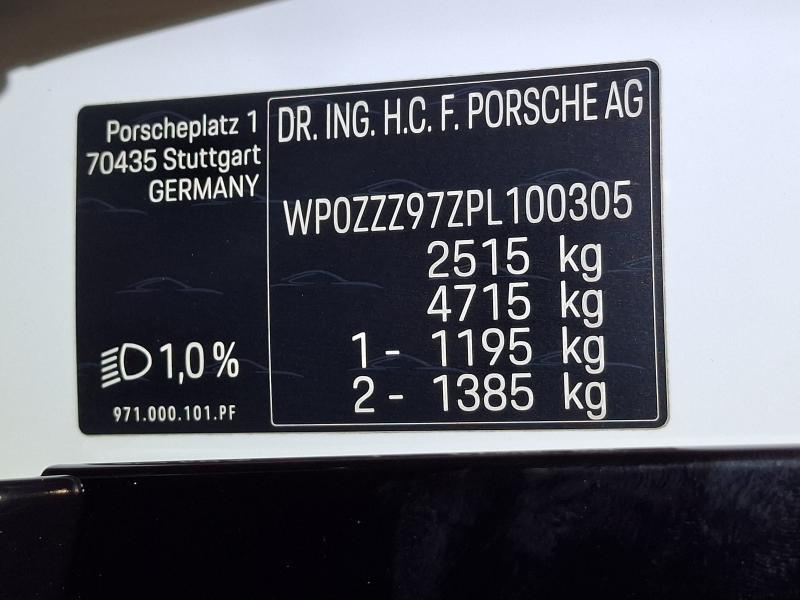 Porscheplatz 1
70435 Stuttgart
GERMANY
1,0 %
971.000.101.PF
DR. ING. H.C. F. PORSCHE AG
WP0ZZZ97ZPL100305
2515 kg
4715 kg
1 - 1195 kg
2 - 1385 kg